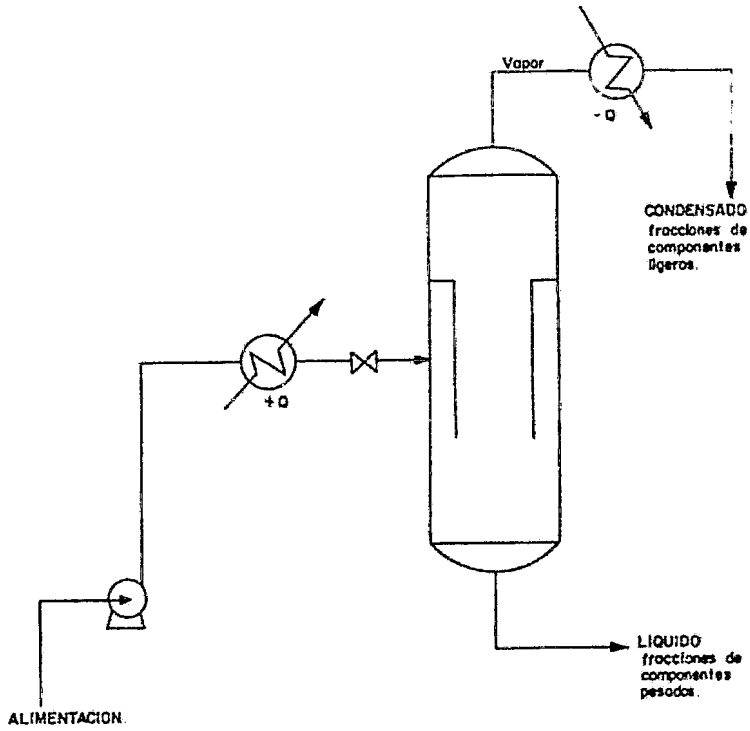 Vapor
- Q
CONDENSADO
fracciones de
componentes
ligeros.
+ Q
LIQUIDO
fracciones de
componentes
pesados.
ALIMENTACION.